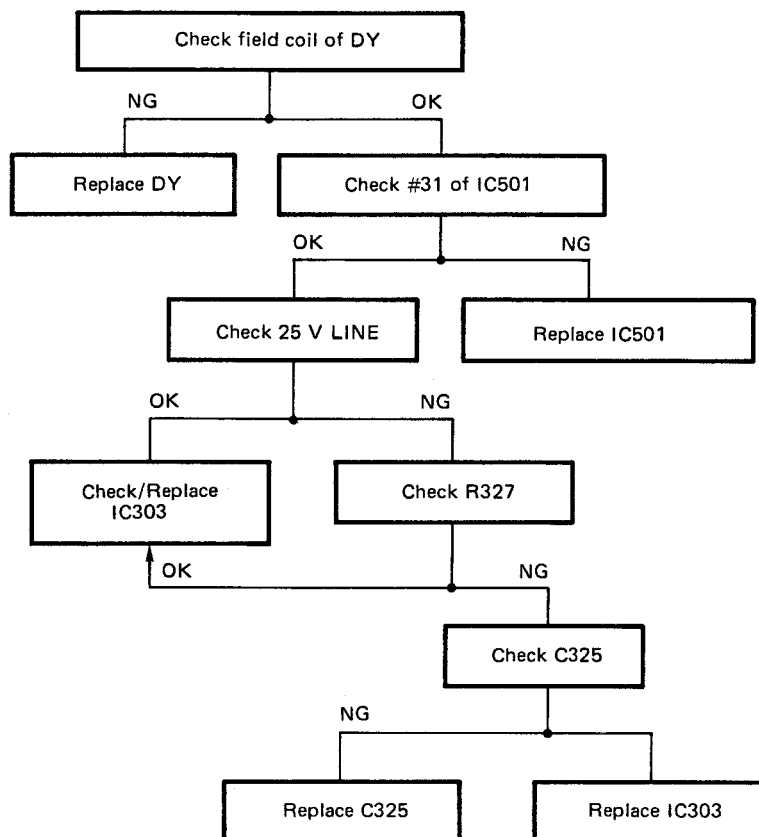 Check field coil of DY
NG
OK
Replace DY
Check #31 of IC501
OK
NG
Check 25 V LINE
Replace IC501
OK
NG
Check/Replace
IC303
Check R327
OK
NG
Check C325
NG
Replace C325
Replace IC303